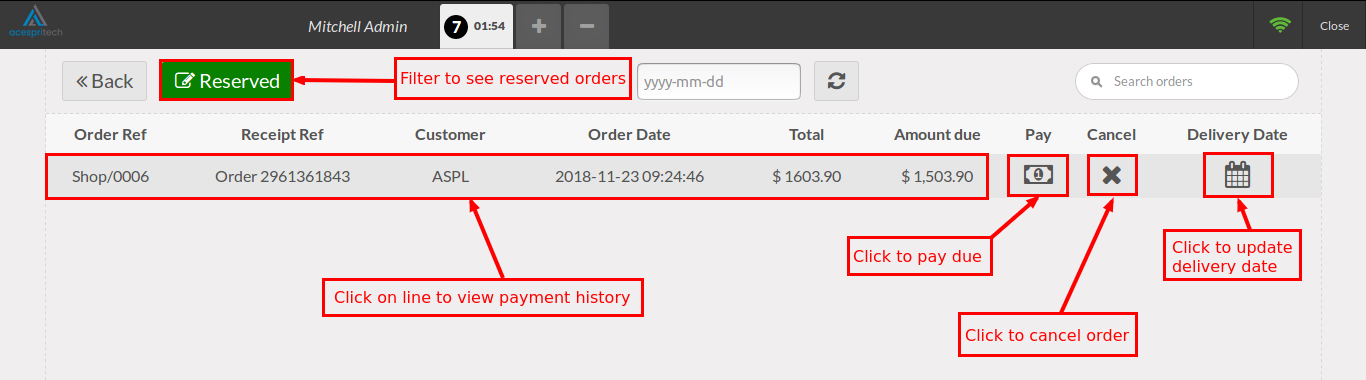 acespritech
Mitchell Admin
7 01:54
Close
Back
Reserved
Filter to see reserved orders
yyyy-mm-dd
Search orders
Order Ref Receipt Ref Customer Order Date Total Amount due Pay Cancel Delivery Date
Shop/0006 Order 2961361843 ASPL 2018-11-23 09:24:46 $ 1603.90 $ 1,503.90 1
Click to pay due
Click to update
delivery date
Click on line to view payment history
Click to cancel order